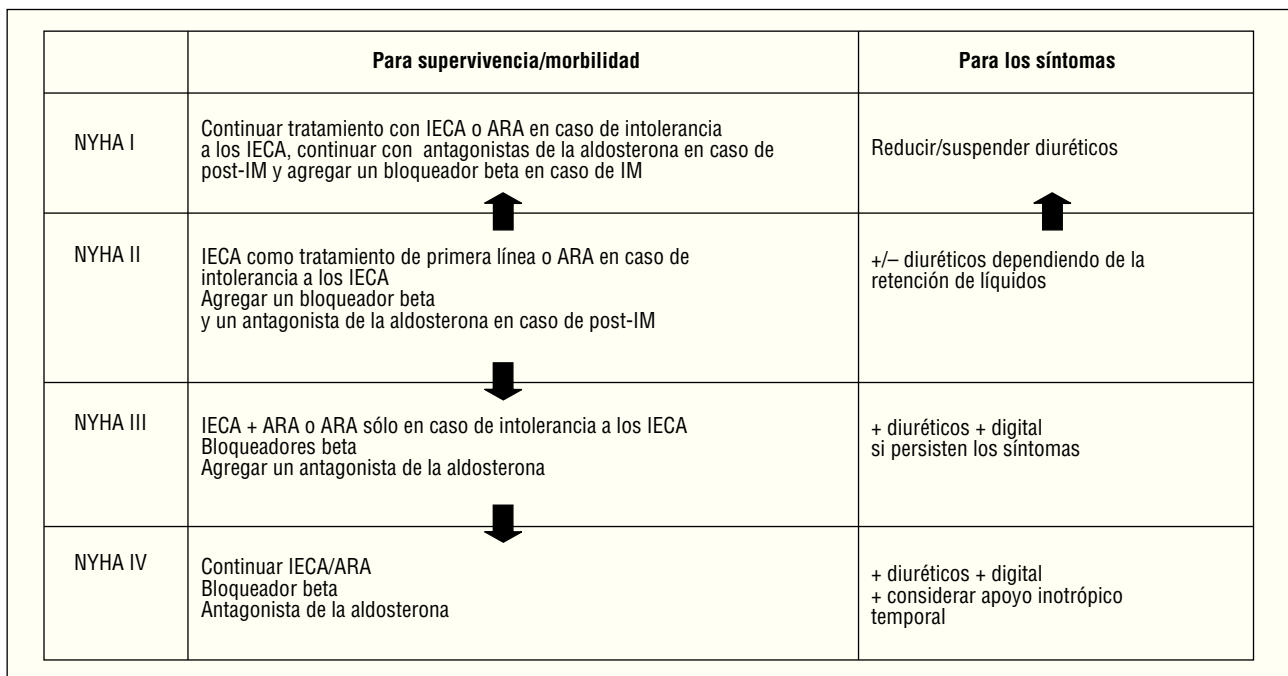 Para supervivencia/morbilidad
Para los síntomas
NYHA I
Continuar tratamiento con IECA o ARA en caso de intolerancia
a los IECA, continuar con antagonistas de la aldosterona en caso de
post-IM y agregar un bloqueador beta en caso de IM
Reducir/suspender diuréticos
NYHA II
IECA como tratamiento de primera línea o ARA en caso de
intolerancia a los IECA
Agregar un bloqueador beta
y un antagonista de la aldosterona en caso de post-IM
+/– diuréticos dependiendo de la
retención de líquidos
NYHA III
IECA + ARA o ARA sólo en caso de intolerancia a los IECA
Bloqueadores beta
Agregar un antagonista de la aldosterona
+ diuréticos + digital
si persisten los síntomas
NYHA IV
Continuar IECA/ARA
Bloqueador beta
Antagonista de la aldosterona
+ diuréticos + digital
+ considerar apoyo inotrópico
temporal